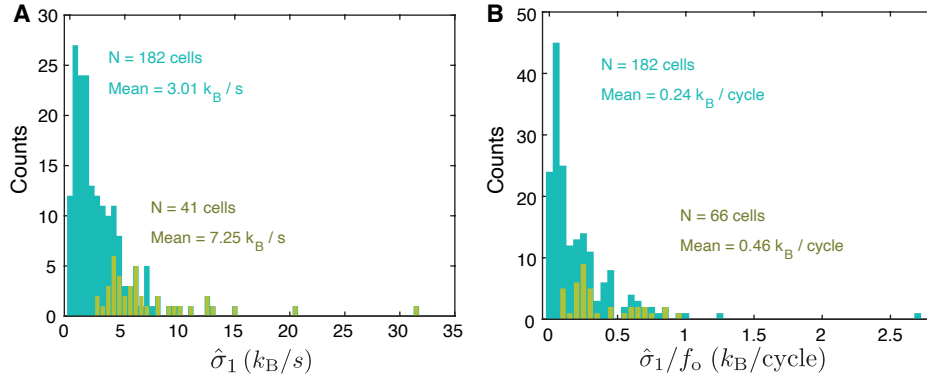 A
Counts
30
25
20
15
10
5
0
N = 182 cells
Mean = 3.01 k_B / s
N = 41 cells
Mean = 7.25 k_B / s
0 5 10 15 20 25 30 35
σ̂₁ (k_B/s)
B
Counts
50
40
30
20
10
0
N = 182 cells
Mean = 0.24 k_B / cycle
N = 66 cells
Mean = 0.46 k_B / cycle
0 0.5 1 1.5 2 2.5
σ̂₁/f_o (k_B/cycle)